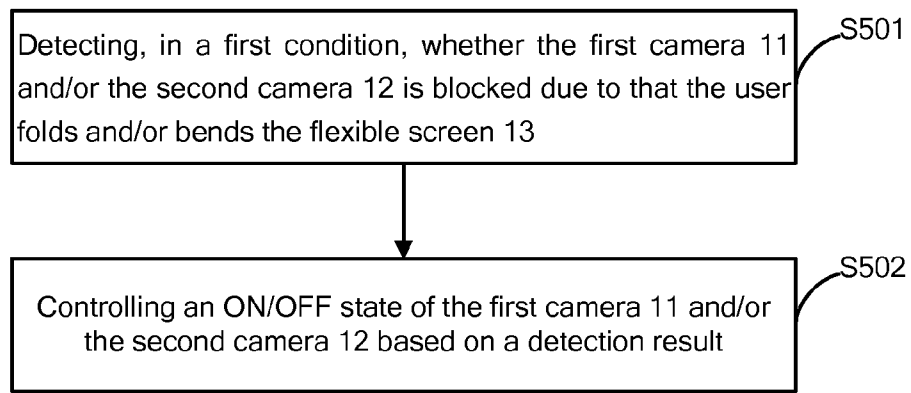 Detecting, in a first condition, whether the first camera 11
and/or the second camera 12 is blocked due to that the user
folds and/or bends the flexible screen 13
S501
Controlling an ON/OFF state of the first camera 11 and/or
the second camera 12 based on a detection result
S502